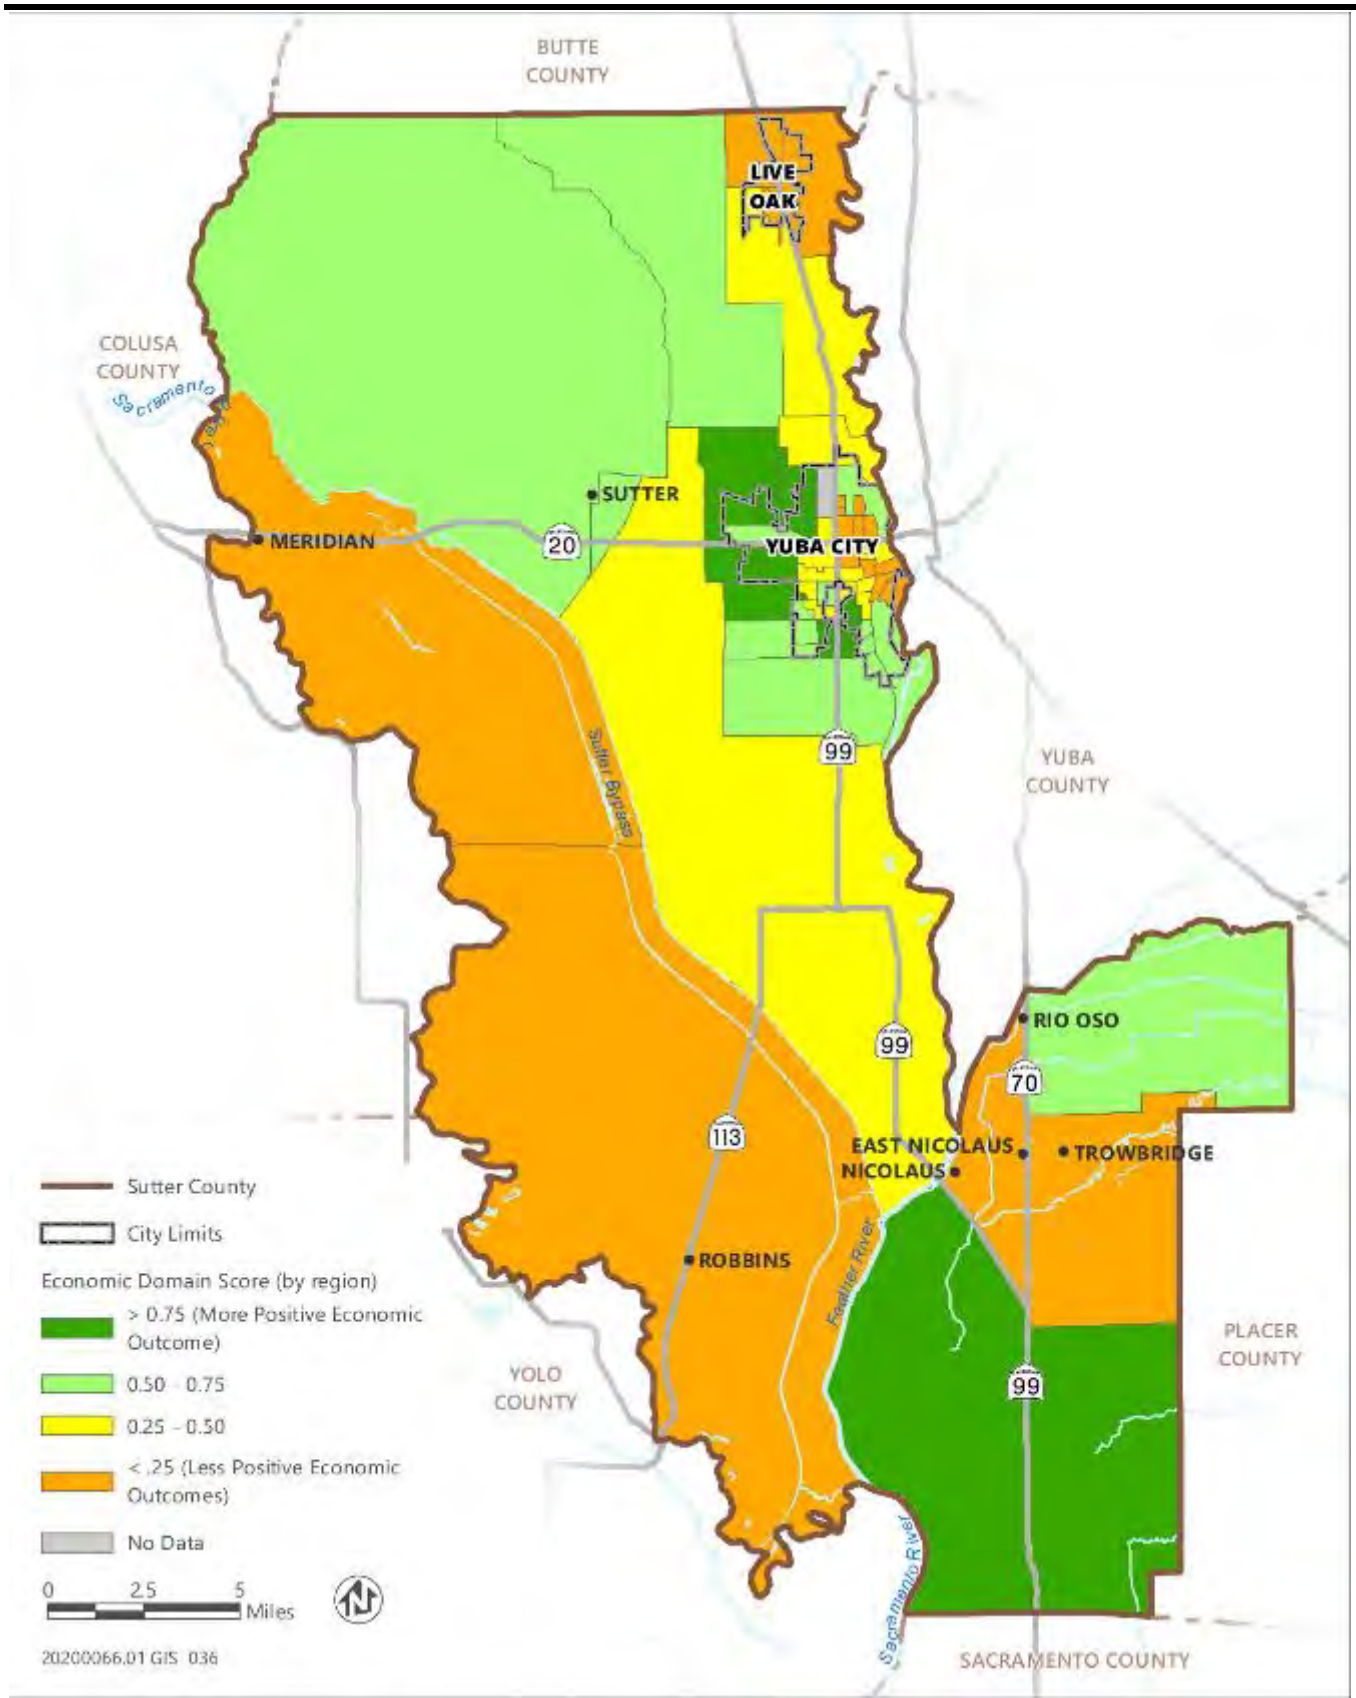 BUTTE
COUNTY
LIVE
OAK
COLUSA
COUNTY
Sacramento
SUTTER
MERIDIAN
20
YUBA CITY
Sutter Bypass
99
YUBA
COUNTY
RIO OSO
99
70
113
EAST NICOLAUS
TROWBRIDGE
NICOLAUS
ROBBINS
Feather River
PLACER
COUNTY
99
YOLO
COUNTY
Sacramento River
SACRAMENTO COUNTY
Sutter County
City Limits
Economic Domain Score (by region)
> 0.75 (More Positive Economic
Outcome)
0.50 - 0.75
0.25 - 0.50
< .25 (Less Positive Economic
Outcomes)
No Data
0 2.5 5
Miles
N
20200066.01 GIS 036